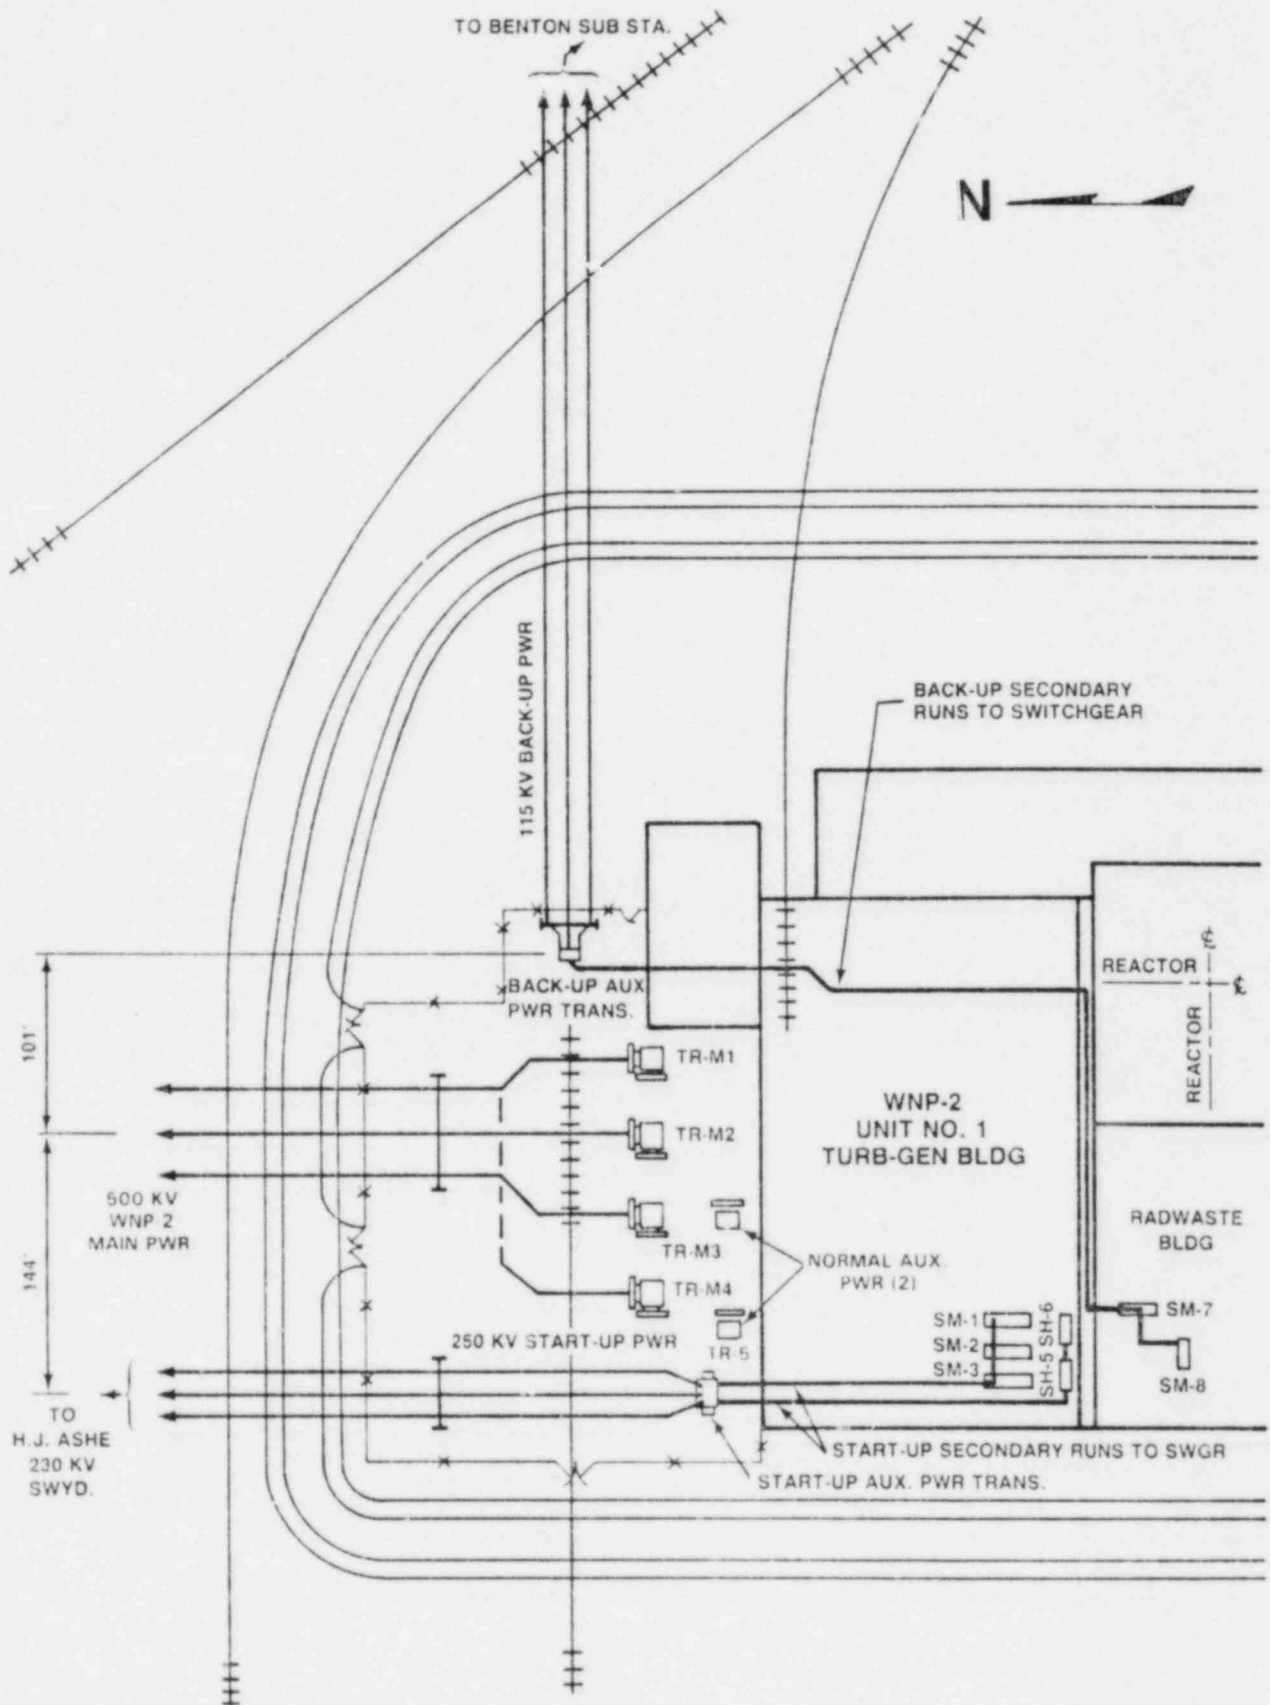 TO BENTON SUB STA.
N
115 KV BACK-UP PWR
BACK-UP SECONDARY
RUNS TO SWITCHGEAR
REACTOR
REACTOR
BACK-UP AUX
PWR TRANS.
101'
TR-M1
TR-M2
TR-M3
TR-M4
WNP-2
UNIT NO. 1
TURB-GEN BLDG
500 KV
WNP-2
MAIN PWR
144'
RADWASTE
BLDG
NORMAL AUX.
PWR (2)
TR-5
250 KV START-UP PWR
SM-1
SM-2
SM-3
SH-6
SH-5
SM-7
SM-8
TO
H.J. ASHE
230 KV
SWYD.
START-UP SECONDARY RUNS TO SWGR
START-UP AUX. PWR TRANS.